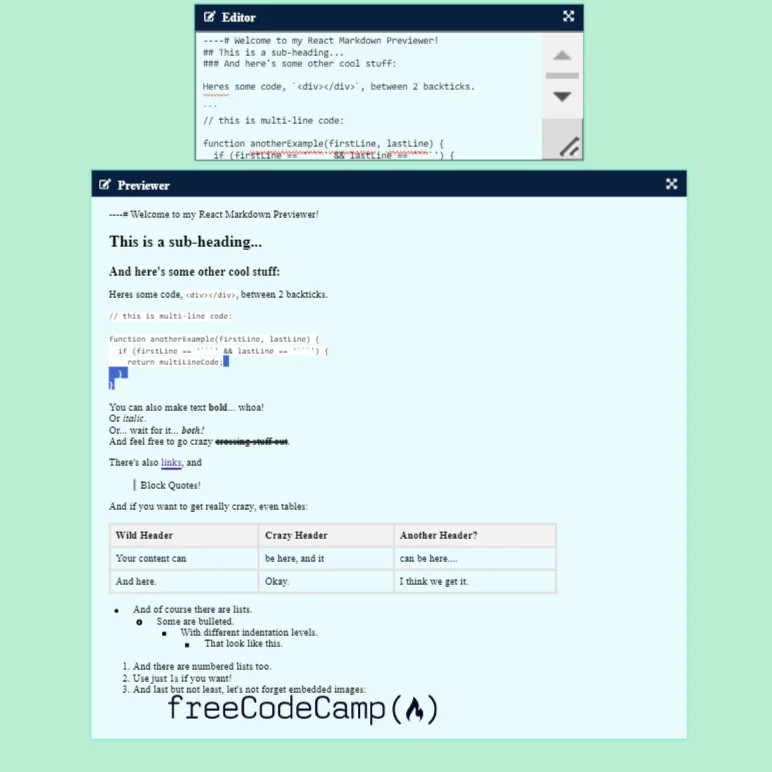 Editor
----# Welcome to my React Markdown Previewer!
## This is a sub-heading...
### And here's some other cool stuff:
Heres some code, `<div></div>`, between 2 backticks.
```
// this is multi-line code:
function anotherExample(firstLine, lastLine) {
if (firstLine == '```' && lastLine == '```') {
Previewer
----# Welcome to my React Markdown Previewer!
This is a sub-heading...
And here's some other cool stuff:
Heres some code, <div></div>, between 2 backticks.
// this is multi-line code:
function anotherExample(firstLine, lastLine) {
if (firstLine == '```' && lastLine == '```') {
return multiLineCode;
}
}
You can also make text bold... whoa!
Or italic.
Or... wait for it... both!
And feel free to go crazy crossing stuff out.
There's also links, and
Block Quotes!
And if you want to get really crazy, even tables:
Wild Header Crazy Header Another Header?
Your content can be here, and it can be here....
And here. Okay. I think we get it.
And of course there are lists.
Some are bulleted.
With different indentation levels.
That look like this.
1. And there are numbered lists too.
2. Use just 1s if you want!
3. And last but not least, let's not forget embedded images:
freeCodeCamp( )